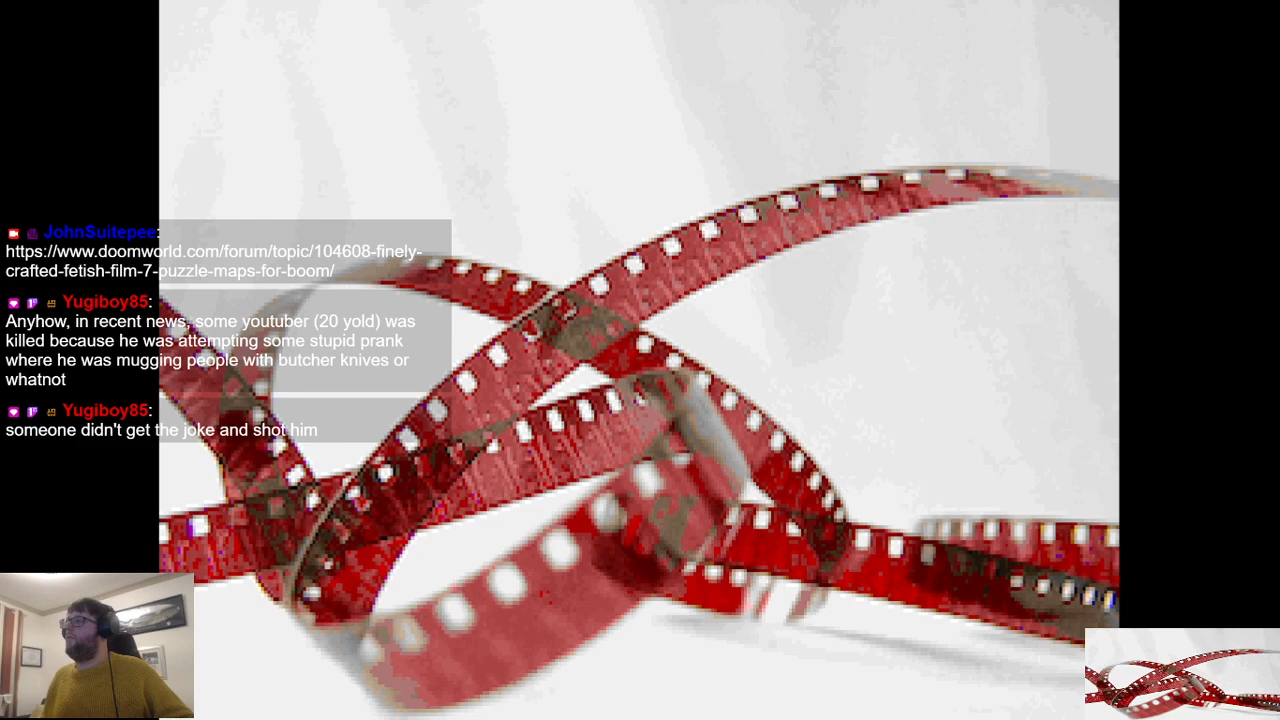 JohnSuitepee:
https://www.doomworld.com/forum/topic/104608-finely-
crafted-fetish-film-7-puzzle-maps-for-boom/
Yugiboy85:
Anyhow, in recent news, some youtuber (20 yold) was
killed because he was attempting some stupid prank
where he was mugging people with butcher knives or
whatnot
Yugiboy85:
someone didn't get the joke and shot him